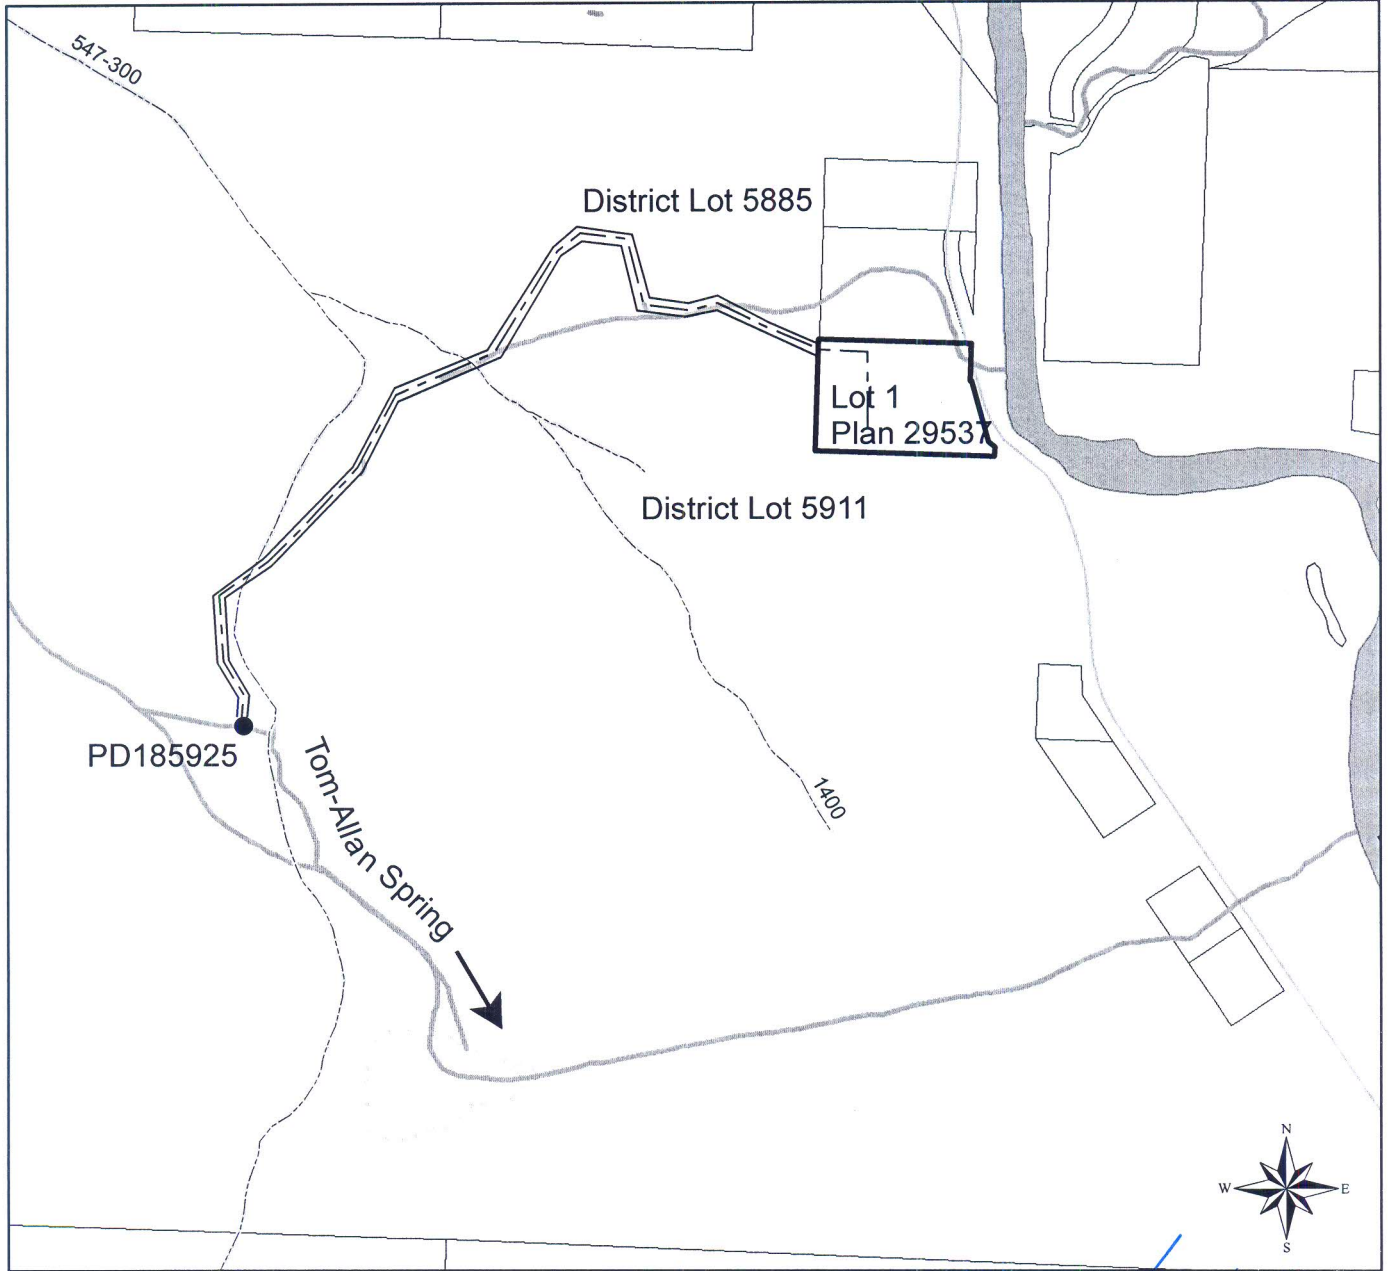 547-300
District Lot 5885
Lot 1
Plan 29537
District Lot 5911
PD185925
Tom-Allan Spring
1400
N
W
E
S